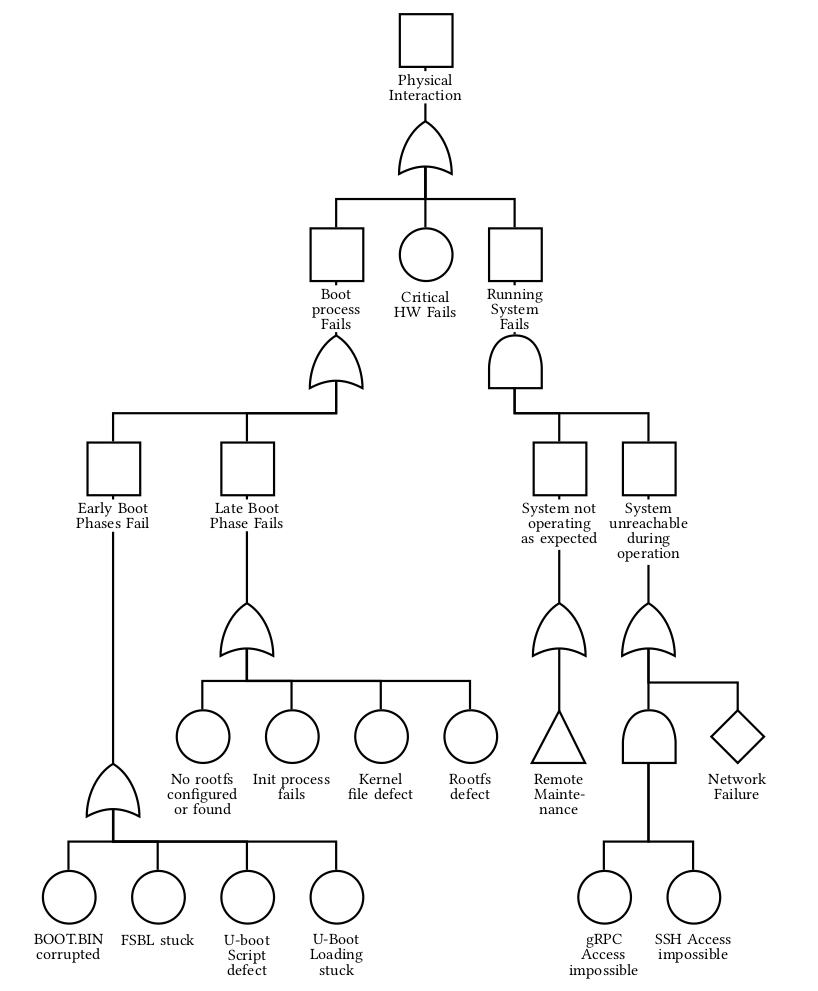 Physical
Interaction
Boot
process
Fails
Critical
HW Fails
Running
System
Fails
Early Boot
Phases Fail
Late Boot
Phase Fails
System not
operating
as expected
System
unreachable
during
operation
No rootfs
configured
or found
Init process
fails
Kernel
file defect
Rootfs
defect
Remote
Mainte-
nance
Network
Failure
BOOT.BIN
corrupted
FSBL stuck
U-boot
Script
defect
U-Boot
Loading
stuck
gRPC
Access
impossible
SSH Access
impossible